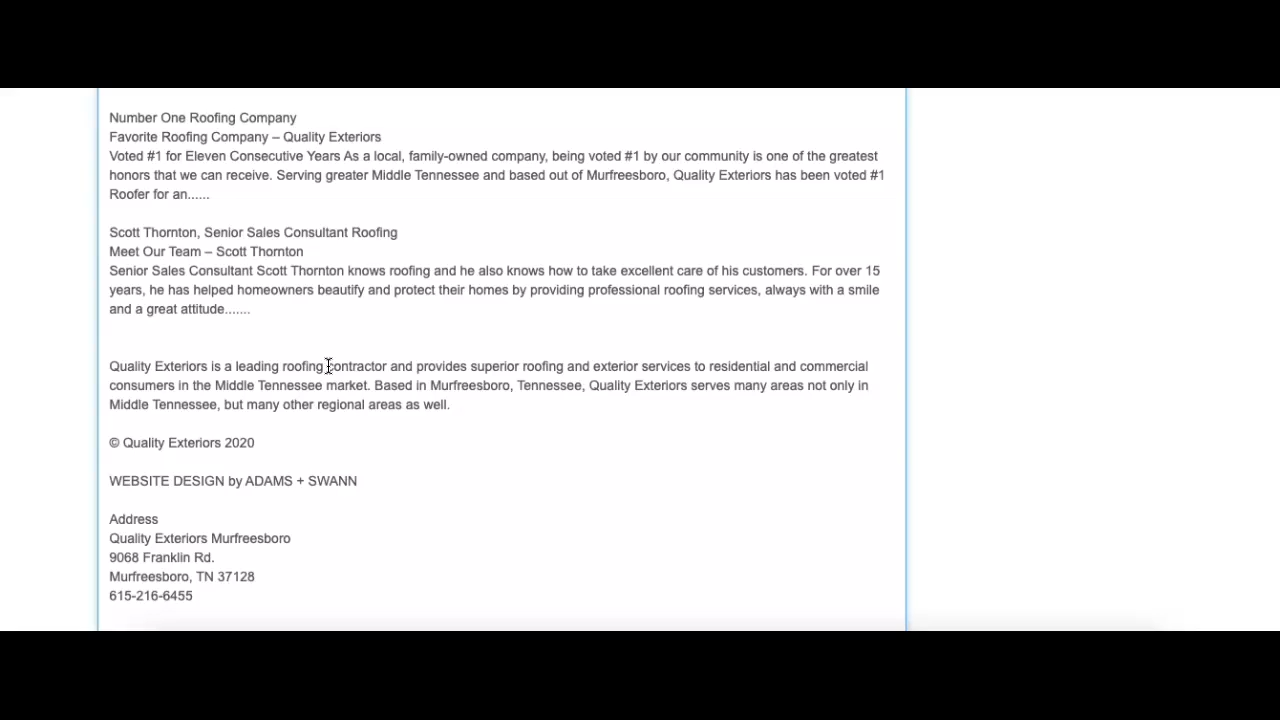 Number One Roofing Company
Favorite Roofing Company – Quality Exteriors
Voted #1 for Eleven Consecutive Years As a local, family-owned company, being voted #1 by our community is one of the greatest
honors that we can receive. Serving greater Middle Tennessee and based out of Murfreesboro, Quality Exteriors has been voted #1
Roofer for an......
Scott Thornton, Senior Sales Consultant Roofing
Meet Our Team – Scott Thornton
Senior Sales Consultant Scott Thornton knows roofing and he also knows how to take excellent care of his customers. For over 15
years, he has helped homeowners beautify and protect their homes by providing professional roofing services, always with a smile
and a great attitude.......
Quality Exteriors is a leading roofing contractor and provides superior roofing and exterior services to residential and commercial
consumers in the Middle Tennessee market. Based in Murfreesboro, Tennessee, Quality Exteriors serves many areas not only in
Middle Tennessee, but many other regional areas as well.
© Quality Exteriors 2020
WEBSITE DESIGN by ADAMS + SWANN
Address
Quality Exteriors Murfreesboro
9068 Franklin Rd.
Murfreesboro, TN 37128
615-216-6455